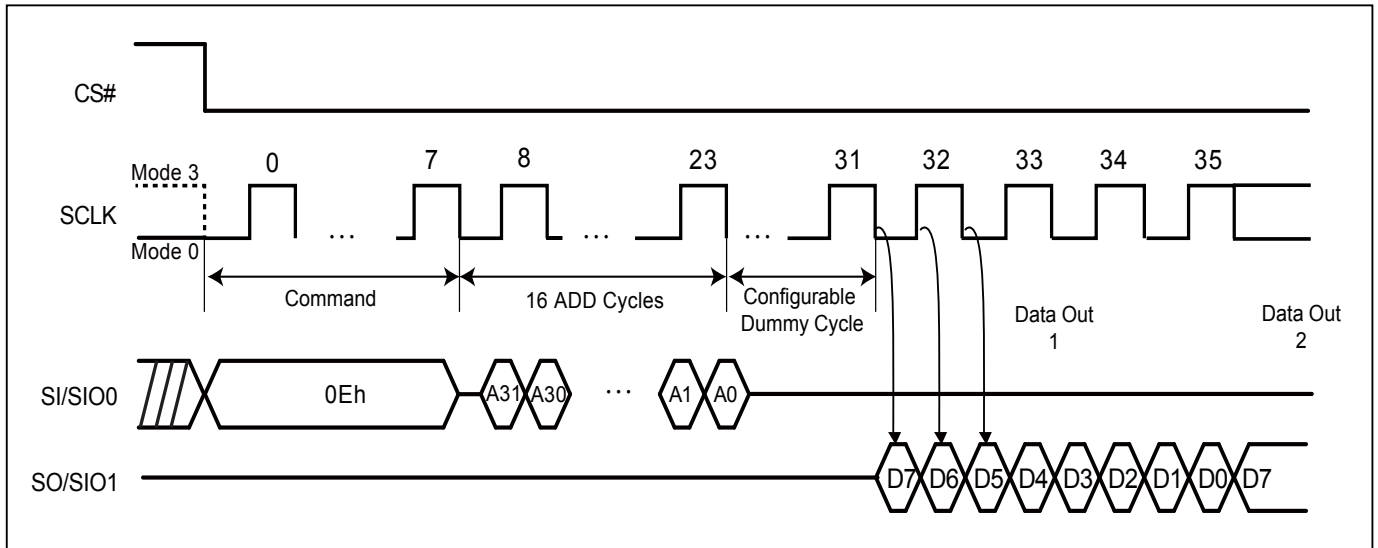 CS#
0 7 8 23 31 32 33 34 35
Mode 3
SCLK
Mode 0
... ... ...
Command
16 ADD Cycles
Configurable
Dummy Cycle
Data Out
1
Data Out
2
SI/SIO0
0Eh
A31 A30 ... A1 A0
SO/SIO1
D7 D6 D5 D4 D3 D2 D1 D0 D7